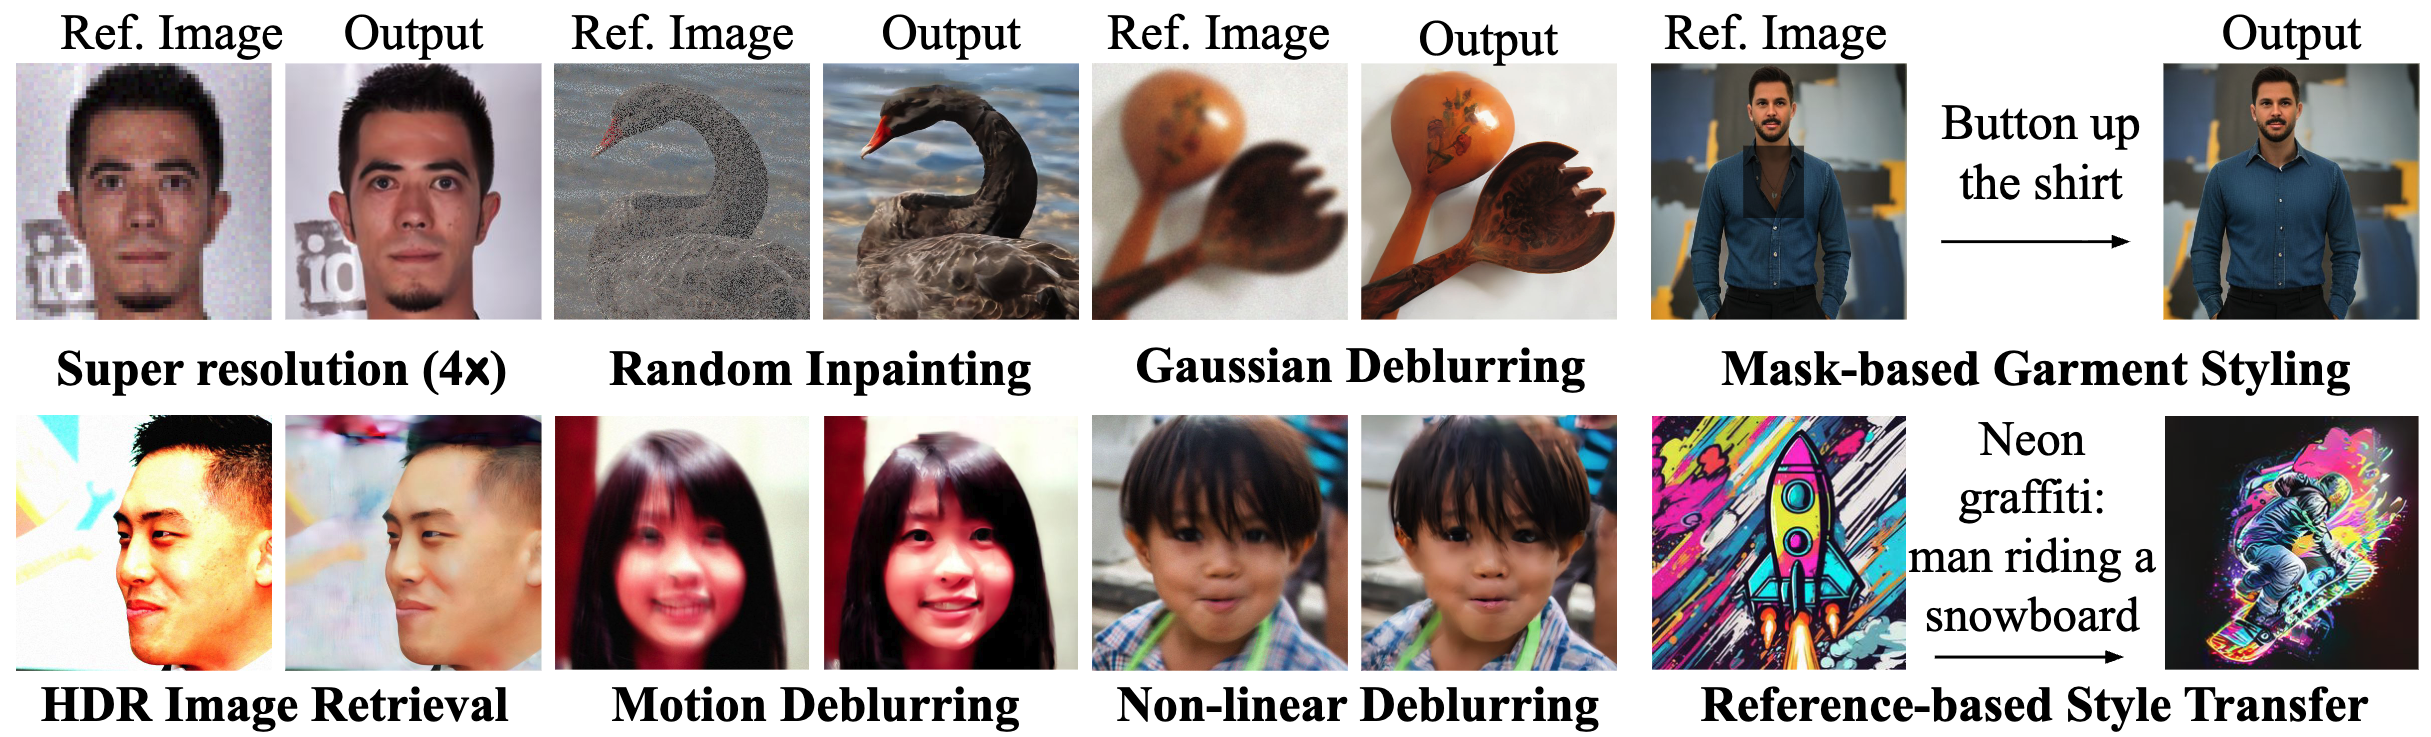 Ref. Image
Output
Ref. Image
Output
Ref. Image
Output
Ref. Image
Output
io
io
Button up
the shirt
Super resolution (4x)
Random Inpainting
Gaussian Deblurring
Mask-based Garment Styling
Neon
graffiti:
man riding a
snowboard
HDR Image Retrieval
Motion Deblurring
Non-linear Deblurring
Reference-based Style Transfer